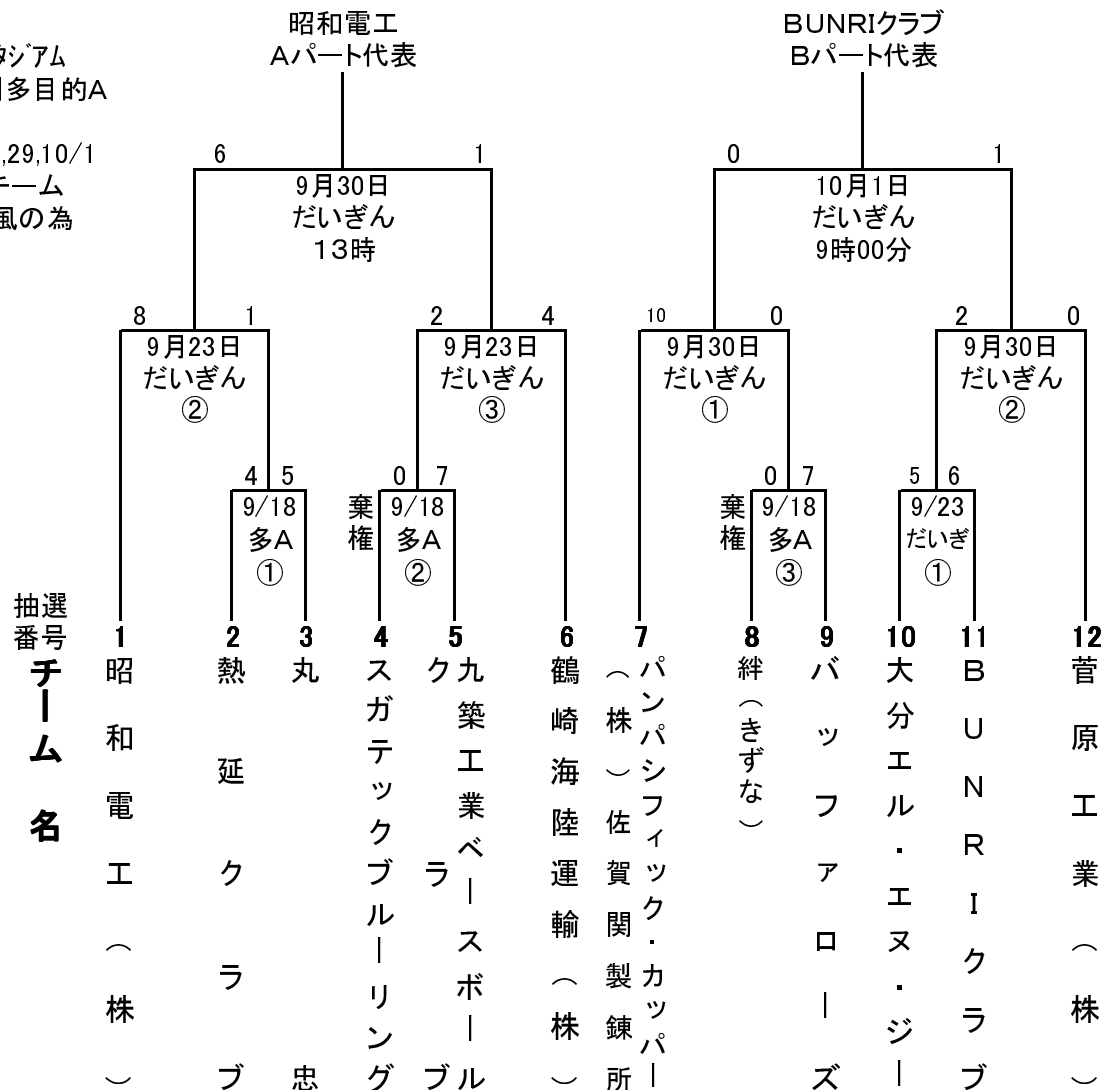 昭和電工
Aパート代表
BUNRIクラブ
Bパート代表
タジアム
多目的A
,29,10/1
チーム
風の為
6
1
0
1
9月30日
だいぎん
13時
10月1日
だいぎん
9時00分
8
1
2
4
10
0
2
0
9月23日
だいぎん
②
9月23日
だいぎん
③
9月30日
だいぎん
①
9月30日
だいぎん
②
4
5
0
7
0
7
5
6
9/18
多A
①
棄権
9/18
多A
②
棄権
9/18
多A
③
9/23
だいぎ
①
抽選
番号
1
2
3
4
5
6
7
8
9
10
11
12
チーム名
昭和電工(株)
熱延クラブ
丸忠
スガテックブルーリング
九築工業ベースボール
クラブ
鶴崎海陸運輸(株)
パンパシフィック・カッパー
(株)佐賀関製錬所
絆(きずな)
バッファローズ
大分エル・エヌ・ジー
BUNRIクラブ
菅原工業(株)